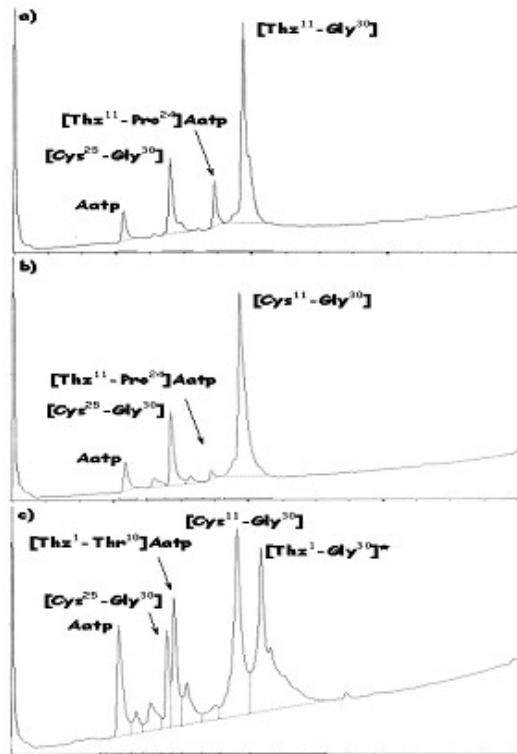 a)
[Thz¹¹-Gly³⁰]
[Thz¹¹-Pro²⁴]Aatp
[Cys²⁵-Gly³⁰]
Aatp
b)
[Cys¹¹-Gly³⁰]
[Thz¹¹-Pro²⁴]Aatp
[Cys²⁵-Gly³⁰]
Aatp
c)
[Cys¹¹-Gly³⁰]
[Thz¹-Thr¹⁰]Aatp
[Thz¹-Gly³⁰]*
[Cys²⁵-Gly³⁰]
Aatp